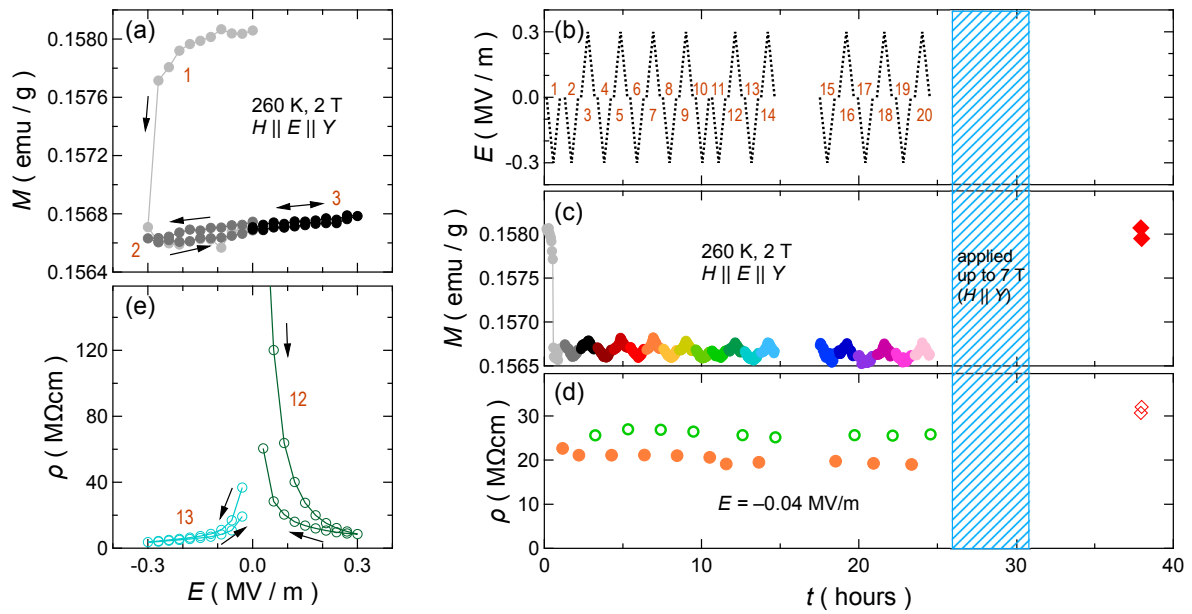 (a)
0.1580
0.1576
0.1572
0.1568
0.1564
M ( emu / g )
1
260 K, 2 T
H || E || Y
3
2
(e)
120
80
40
0
ρ ( MΩcm )
12
13
-0.3
0.0
0.3
E ( MV / m )
(b)
0.3
0.0
-0.3
E ( MV / m )
1 2 4 6 8 10 11 13 15 17 19
3 5 7 9 12 14 16 18 20
(c)
0.1580
0.1575
0.1570
0.1565
M ( emu / g )
260 K, 2 T
H || E || Y
applied
up to 7 T
(H || Y)
(d)
30
20
10
0
ρ ( MΩcm )
E = –0.04 MV/m
0
10
20
30
40
t ( hours )